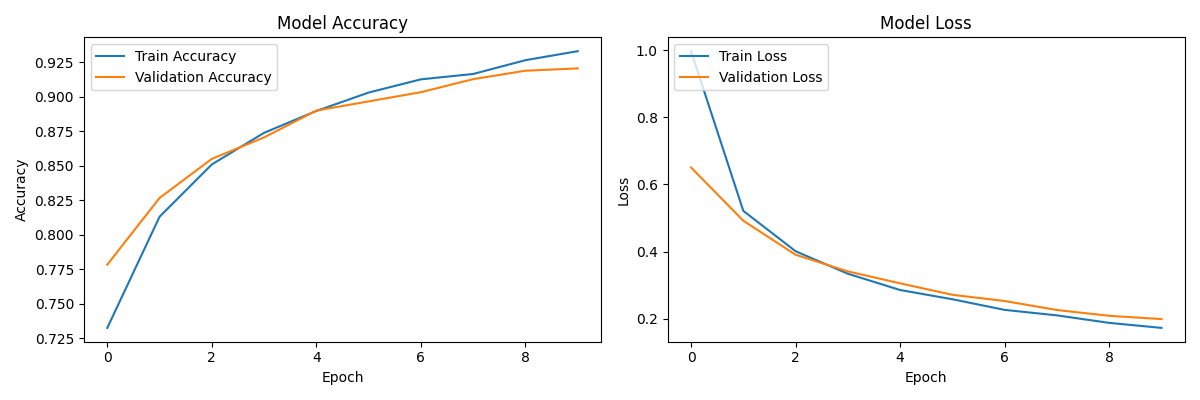 Model Accuracy
Train Accuracy
Validation Accuracy
Accuracy
0.925
0.900
0.875
0.850
0.825
0.800
0.775
0.750
0.725
0 2 4 6 8
Epoch
Model Loss
Train Loss
Validation Loss
Loss
1.0
0.8
0.6
0.4
0.2
0 2 4 6 8
Epoch